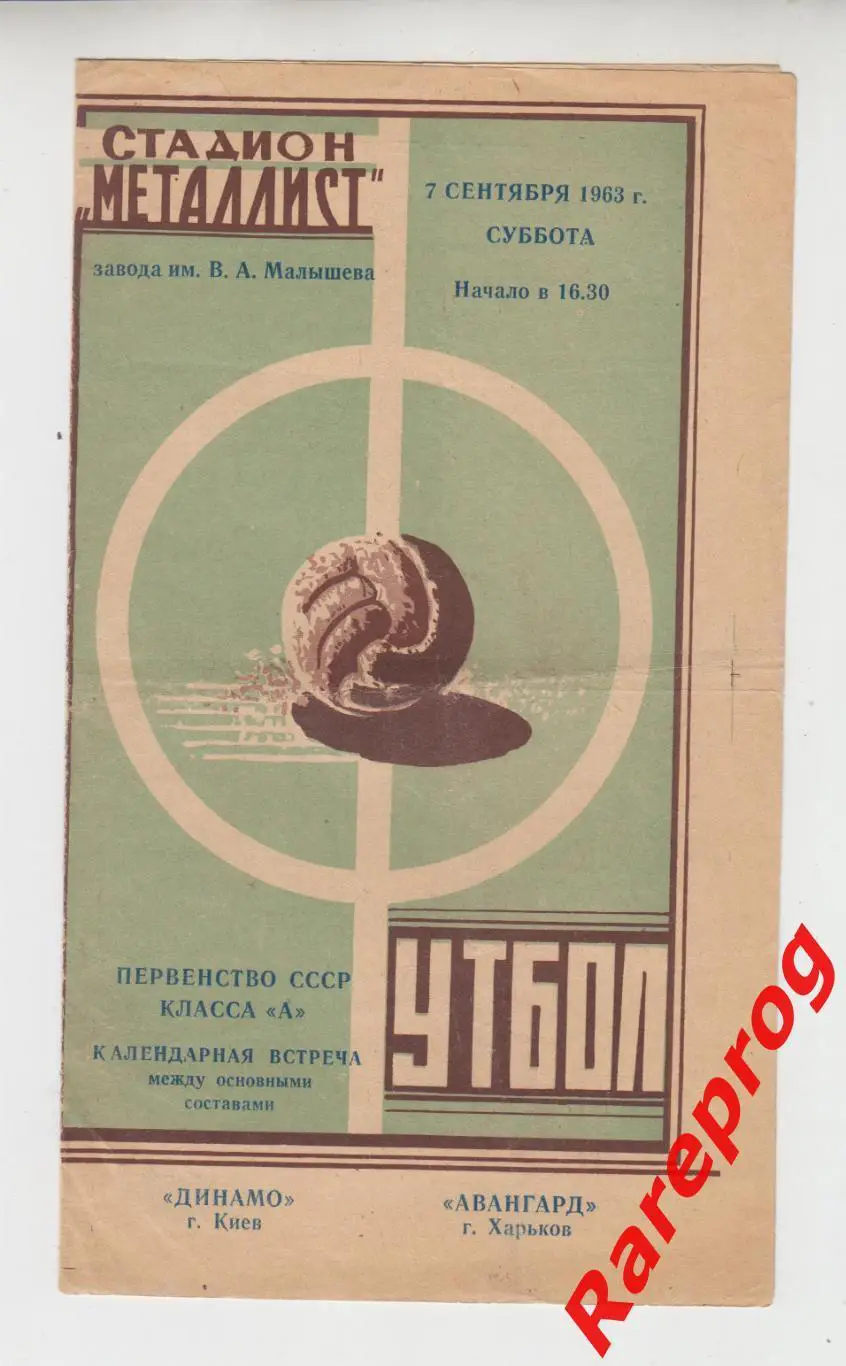 СТАДИОН
„МЕТАЛЛИСТ"
завода им. В. А. Малышева
7 СЕНТЯБРЯ 1963 г.
СУББОТА
Начало в 16.30
ПЕРВЕНСТВО СССР
КЛАССА «А»
КАЛЕНДАРНАЯ ВСТРЕЧА
между основными
составами
УТБОЛ
«ДИНАМО»
г. Киев
«АВАНГАРД»
г. Харьков
Rareprog